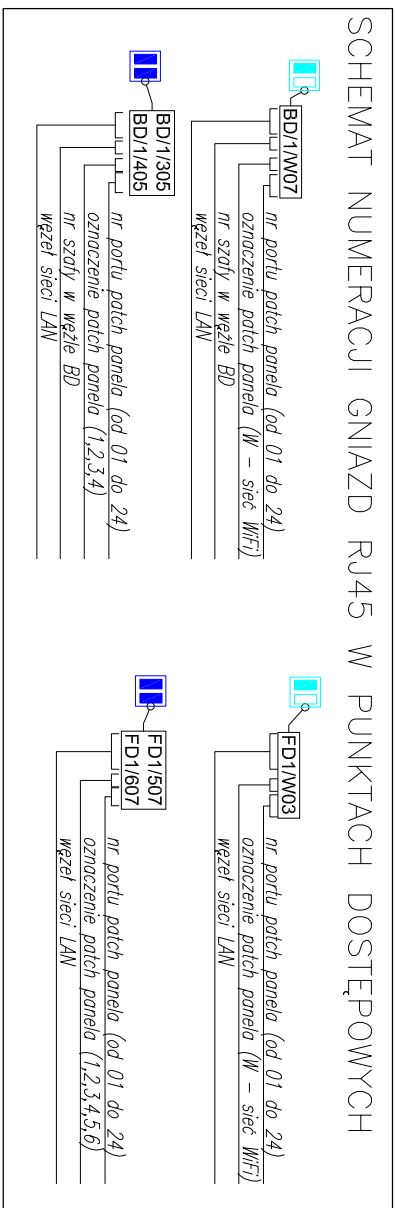 SCHEMAT NUMERACJI GNIAZD RJ45 W PUNKTACH DOSTĘPOWYCH
BD/1/W07
nr portu patch panela (od 01 do 24)
oznaczenie patch panela (W – sieć WiFi)
nr szafy w węźle BD
węzeł sieci LAN
BD/1/305
BD/1/405
nr portu patch panela (od 01 do 24)
oznaczenie patch panela (1,2,3,4)
nr szafy w węźle BD
węzeł sieci LAN
FD1/W03
nr portu patch panela (od 01 do 24)
oznaczenie patch panela (W – sieć WiFi)
węzeł sieci LAN
FD1/507
FD1/607
nr portu patch panela (od 01 do 24)
oznaczenie patch panela (1,2,3,4,5,6)
węzeł sieci LAN